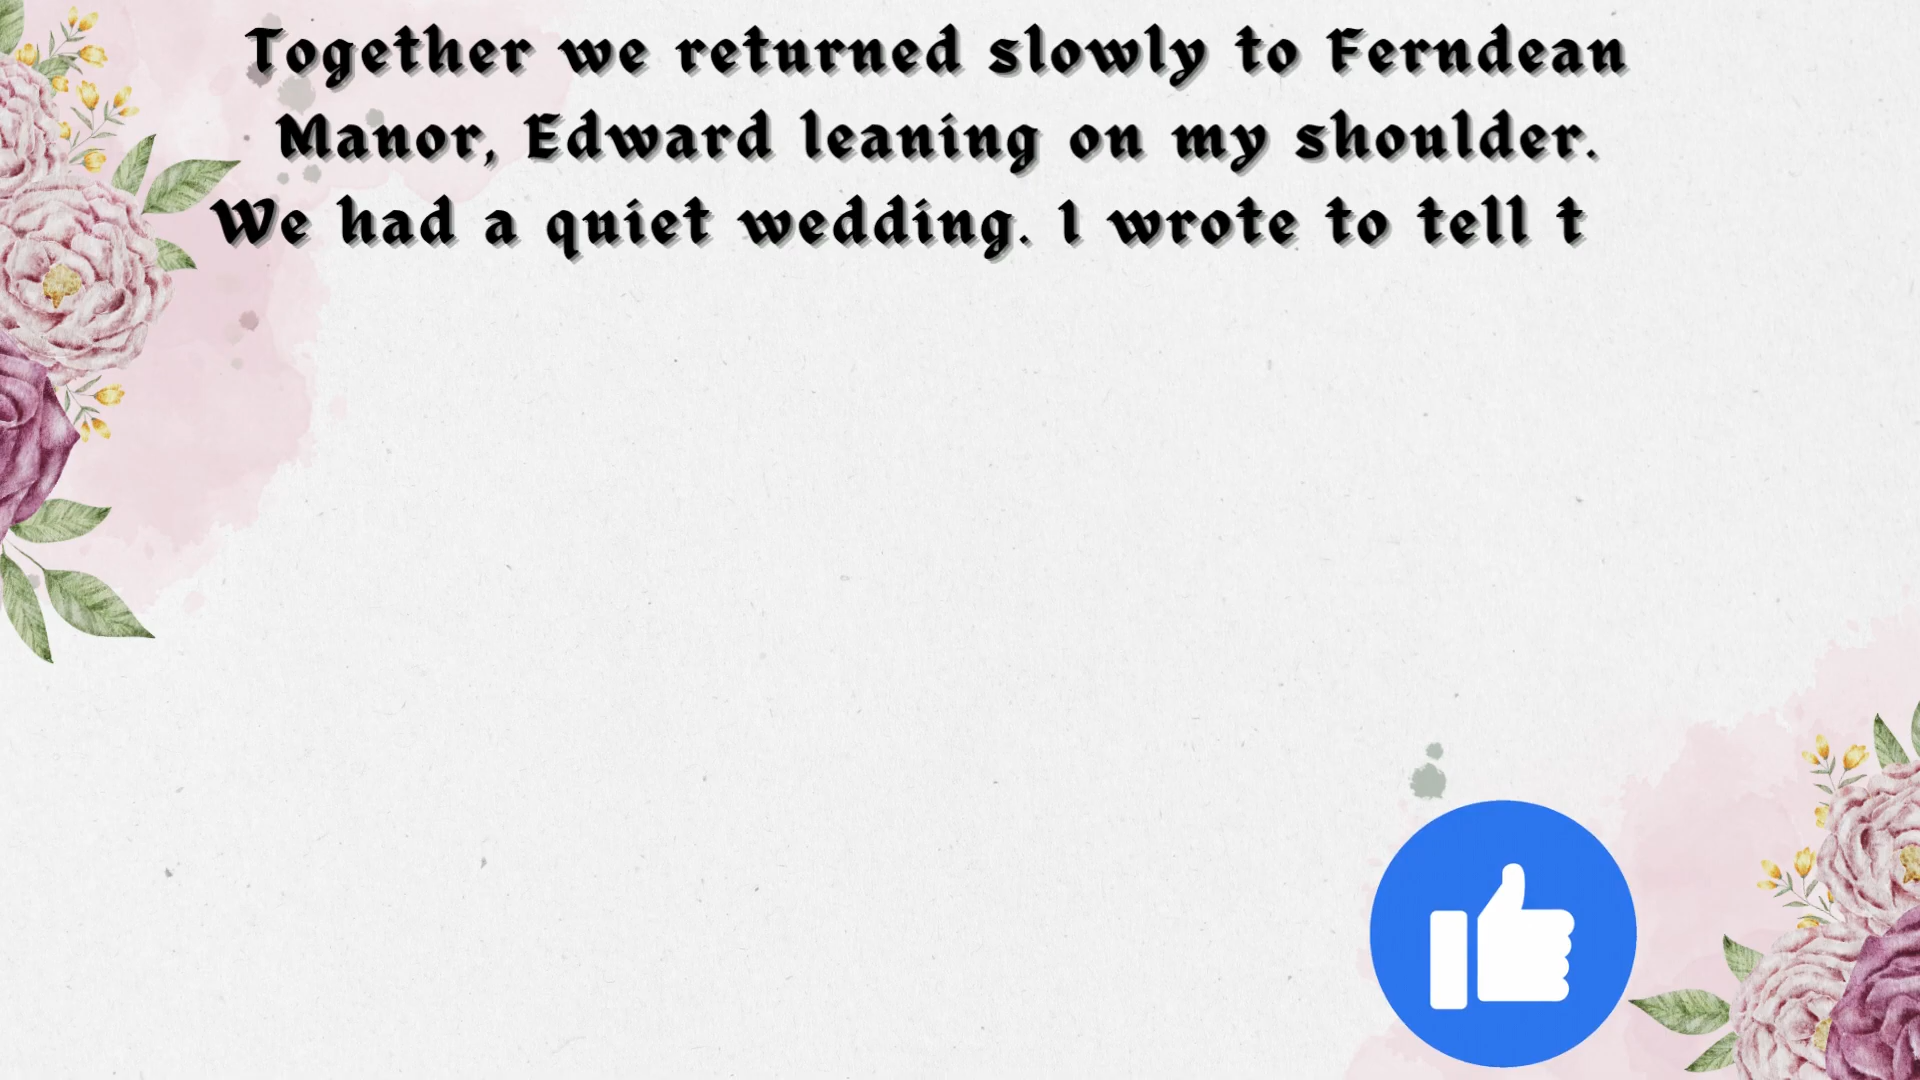 Together we returned slowly to Ferndean
Manor, Edward leaning on my shoulder.
We had a quiet wedding. I wrote to tell t